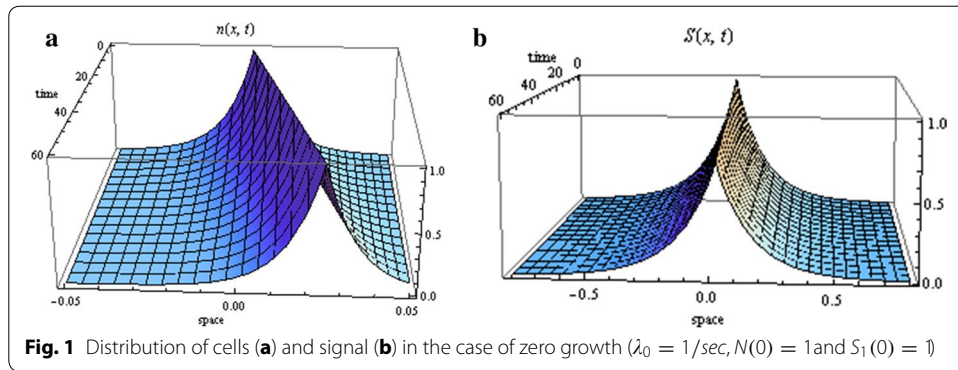 a
n(x, t)
0
20
time
40
60
1.0
0.5
0.0
-0.05
0.00
0.05
space
b
S(x, t)
time
0
20
40
60
1.0
0.5
0.0
-0.5
0.0
0.5
space
Fig. 1 Distribution of cells (a) and signal (b) in the case of zero growth (λ₀ = 1/sec, N(0) = 1and S₁(0) = 1)